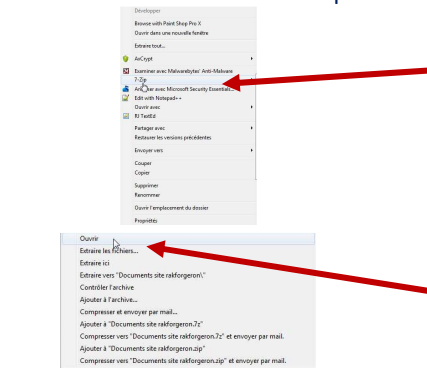 Développer
Browse with Paint Shop Pro X
Ouvrir dans une nouvelle fenêtre
Extraire tout...
AxCrypt
Examiner avec Malwarebytes' Anti-Malware
7-Zip
avec Microsoft Security Essentials...
Edit with Notepad++
Ouvrir avec
RJ TextEd
Partager avec
Restaurer les versions précédentes
Envoyer vers
Couper
Copier
Supprimer
Renommer
Ouvrir l'emplacement du dossier
Propriétés
Ouvrir
Extraire les fichiers...
Extraire ici
Extraire vers "Documents site rakforgeron\"
Contrôler l'archive
Ajouter à l'archive...
Compresser et envoyer par mail...
Ajouter à "Documents site rakforgeron.7z"
Compresser vers "Documents site rakforgeron.7z" et envoyer par mail.
Ajouter à "Documents site rakforgeron.zip"
Compresser vers "Documents site rakforgeron.zip" et envoyer par mail.